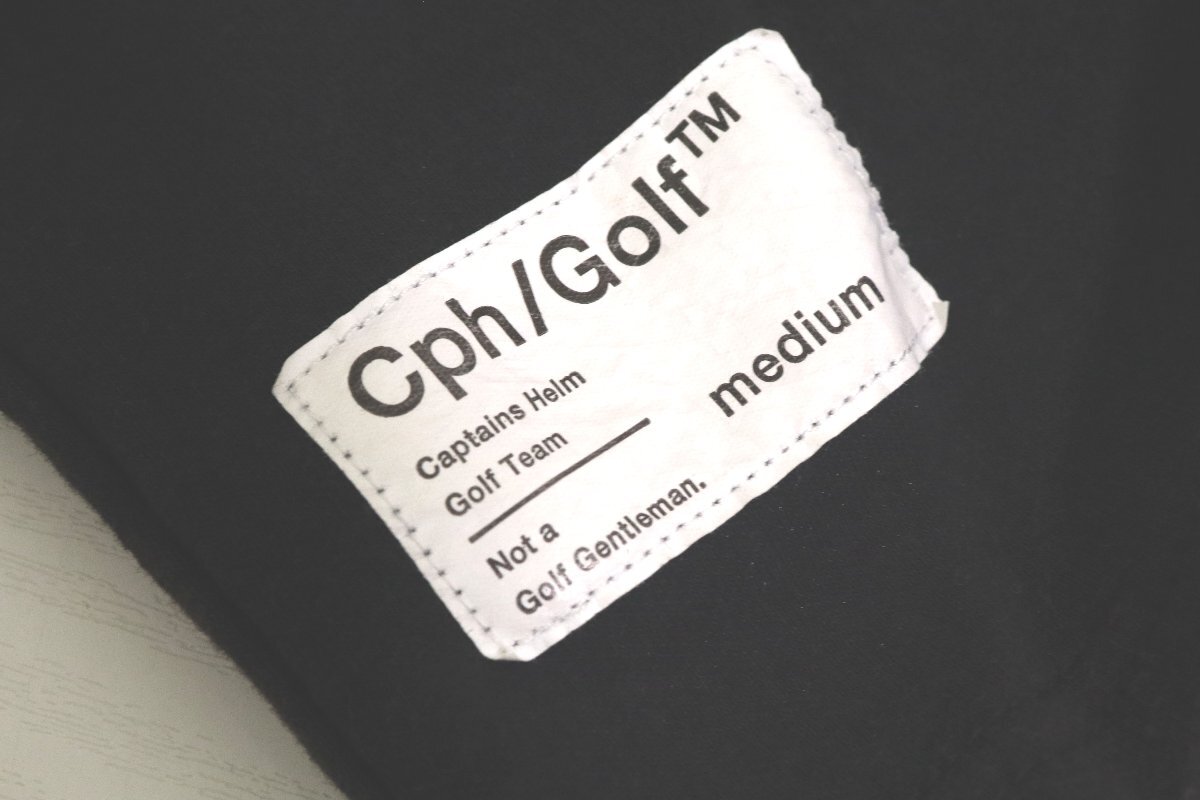 Cph/Golf™
Captains Helm
Golf Team
medium
Not a
Golf Gentleman.